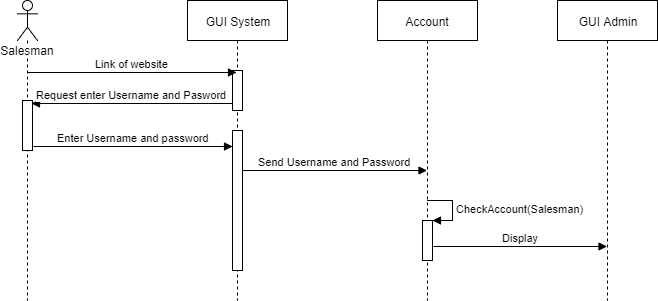 GUI System
Account
GUI Admin
Salesman
Link of website
Request enter Username and Pasword
Enter Username and password
Send Username and Password
CheckAccount(Salesman)
Display